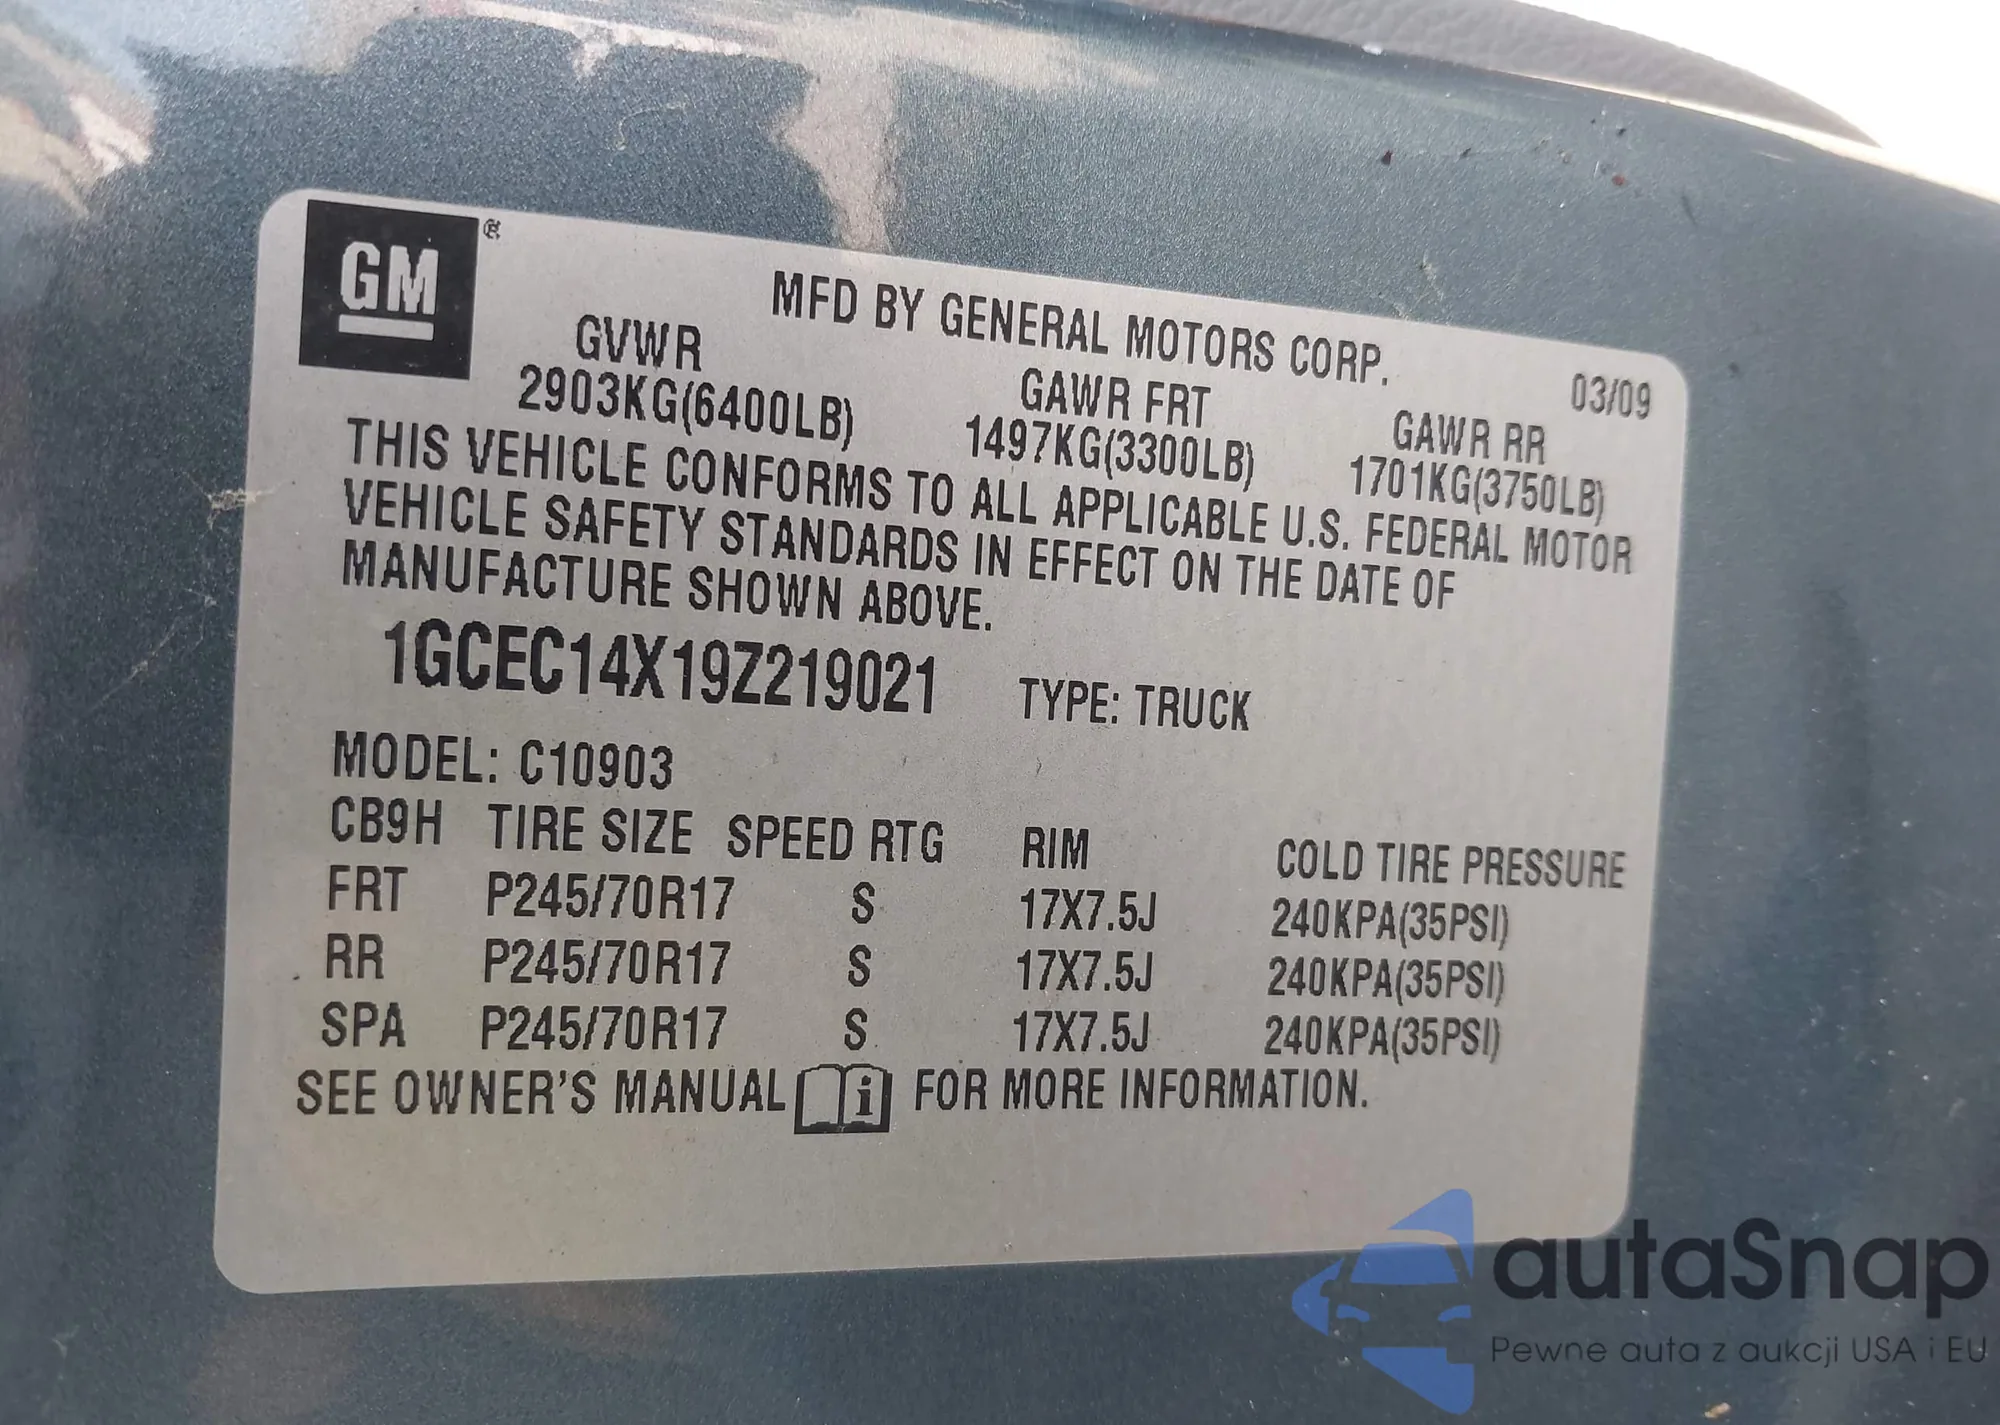 GM®
MFD BY GENERAL MOTORS CORP.
03/09
GVWR GAWR FRT GAWR RR
2903KG(6400LB) 1497KG(3300LB) 1701KG(3750LB)
THIS VEHICLE CONFORMS TO ALL APPLICABLE U.S. FEDERAL MOTOR
VEHICLE SAFETY STANDARDS IN EFFECT ON THE DATE OF
MANUFACTURE SHOWN ABOVE.
1GCEC14X19Z219021 TYPE: TRUCK
MODEL: C10903
CB9H TIRE SIZE SPEED RTG RIM COLD TIRE PRESSURE
FRT P245/70R17 S 17X7.5J 240KPA(35PSI)
RR P245/70R17 S 17X7.5J 240KPA(35PSI)
SPA P245/70R17 S 17X7.5J 240KPA(35PSI)
SEE OWNER'S MANUAL i FOR MORE INFORMATION.
autaSnap
Pewne auta z aukcji USA i EU